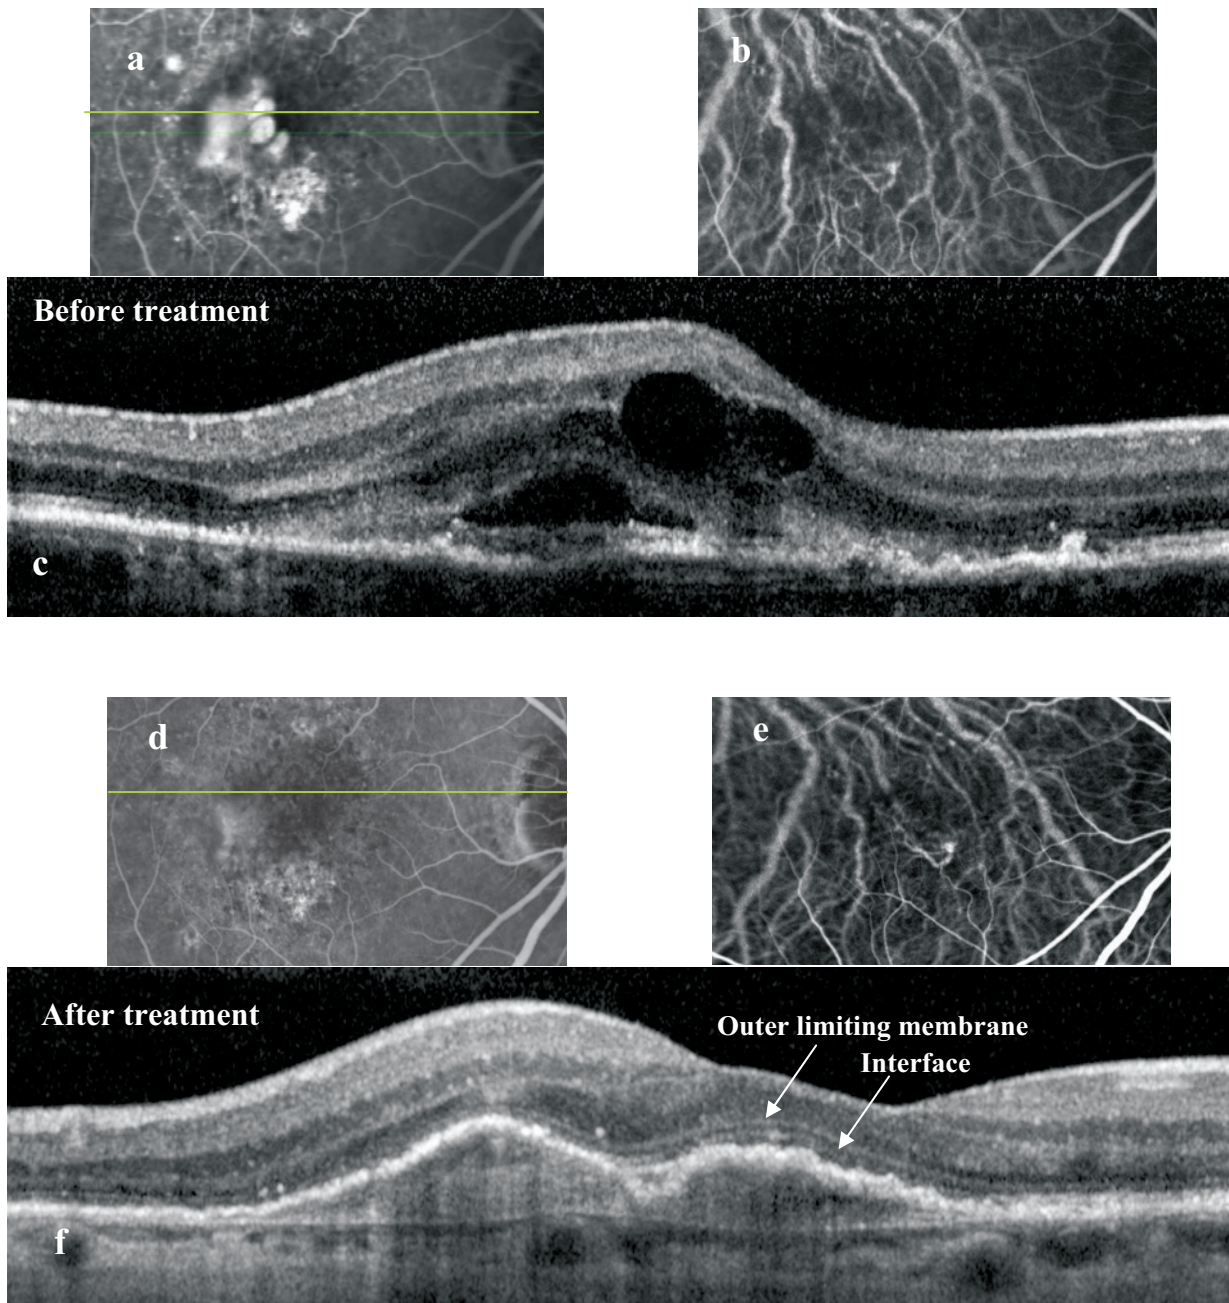 a
b
Before treatment
c
d
e
After treatment
Outer limiting membrane
Interface
f